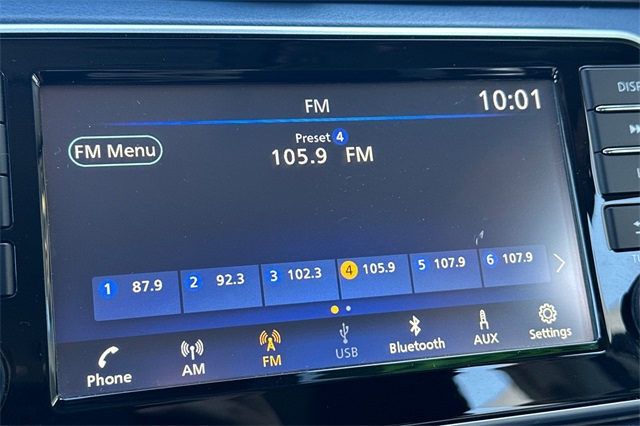 FM
10:01
DISP
Preset 4
FM Menu
105.9 FM
1 87.9 2 92.3 3 102.3 4 105.9 5 107.9 6 107.9
Phone AM FM USB Bluetooth AUX Settings